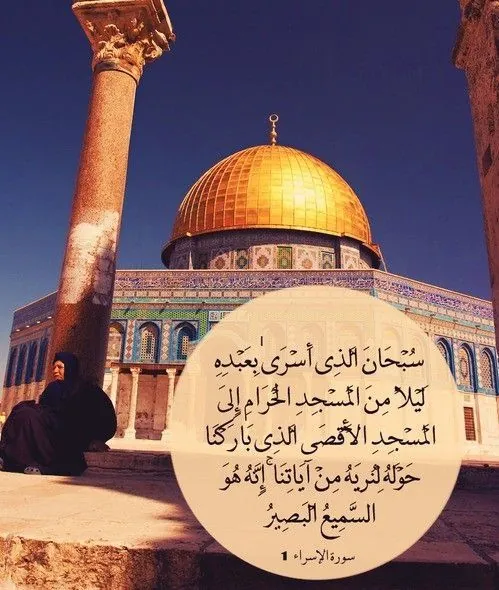 سُبْحَانَ الَّذِي أَسْرَىٰ بِعَبْدِهِ
لَيْلًا مِنَ الْمَسْجِدِ الْحَرَامِ إِلَى
الْمَسْجِدِ الْأَقْصَى الَّذِي بَارَكْنَا
حَوْلَهُ لِنُرِيَهُ مِنْ آيَاتِنَا ۚ إِنَّهُ هُوَ
السَّمِيعُ الْبَصِيرُ
سورة الإسراء 1